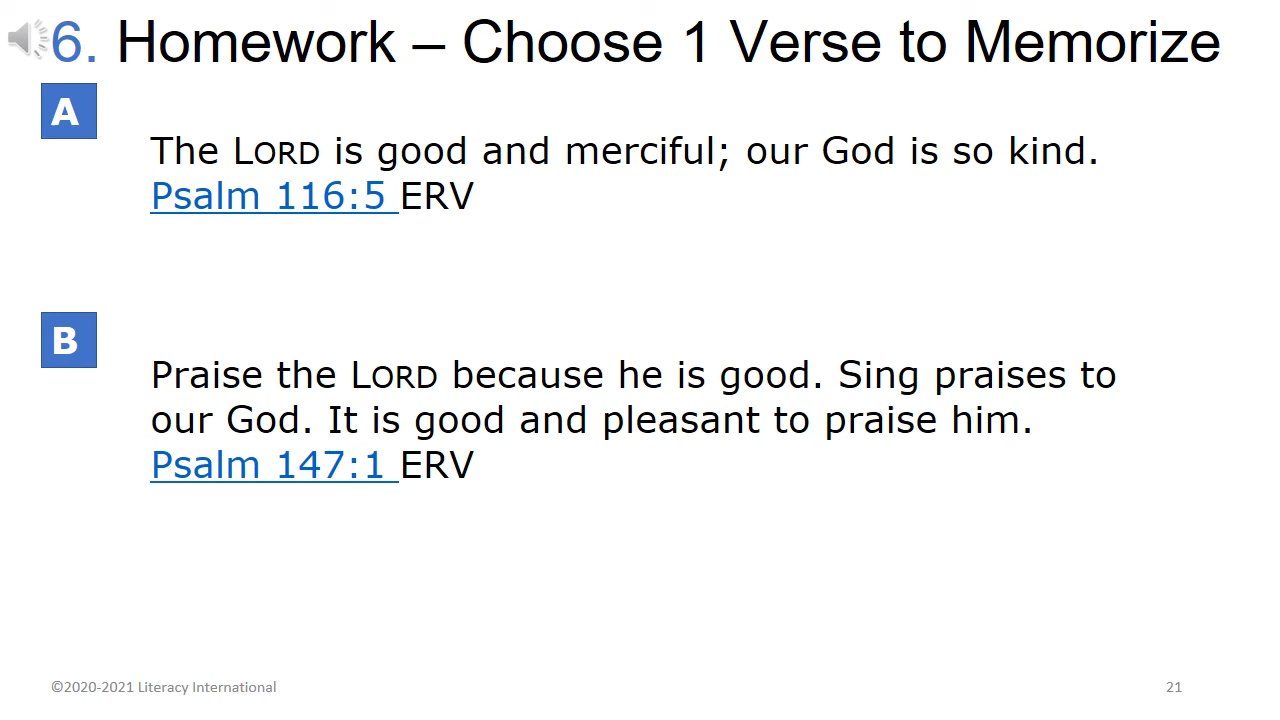 6. Homework – Choose 1 Verse to Memorize
A
The LORD is good and merciful; our God is so kind.
Psalm 116:5 ERV
B
Praise the LORD because he is good. Sing praises to
our God. It is good and pleasant to praise him.
Psalm 147:1 ERV
©2020-2021 Literacy International
21